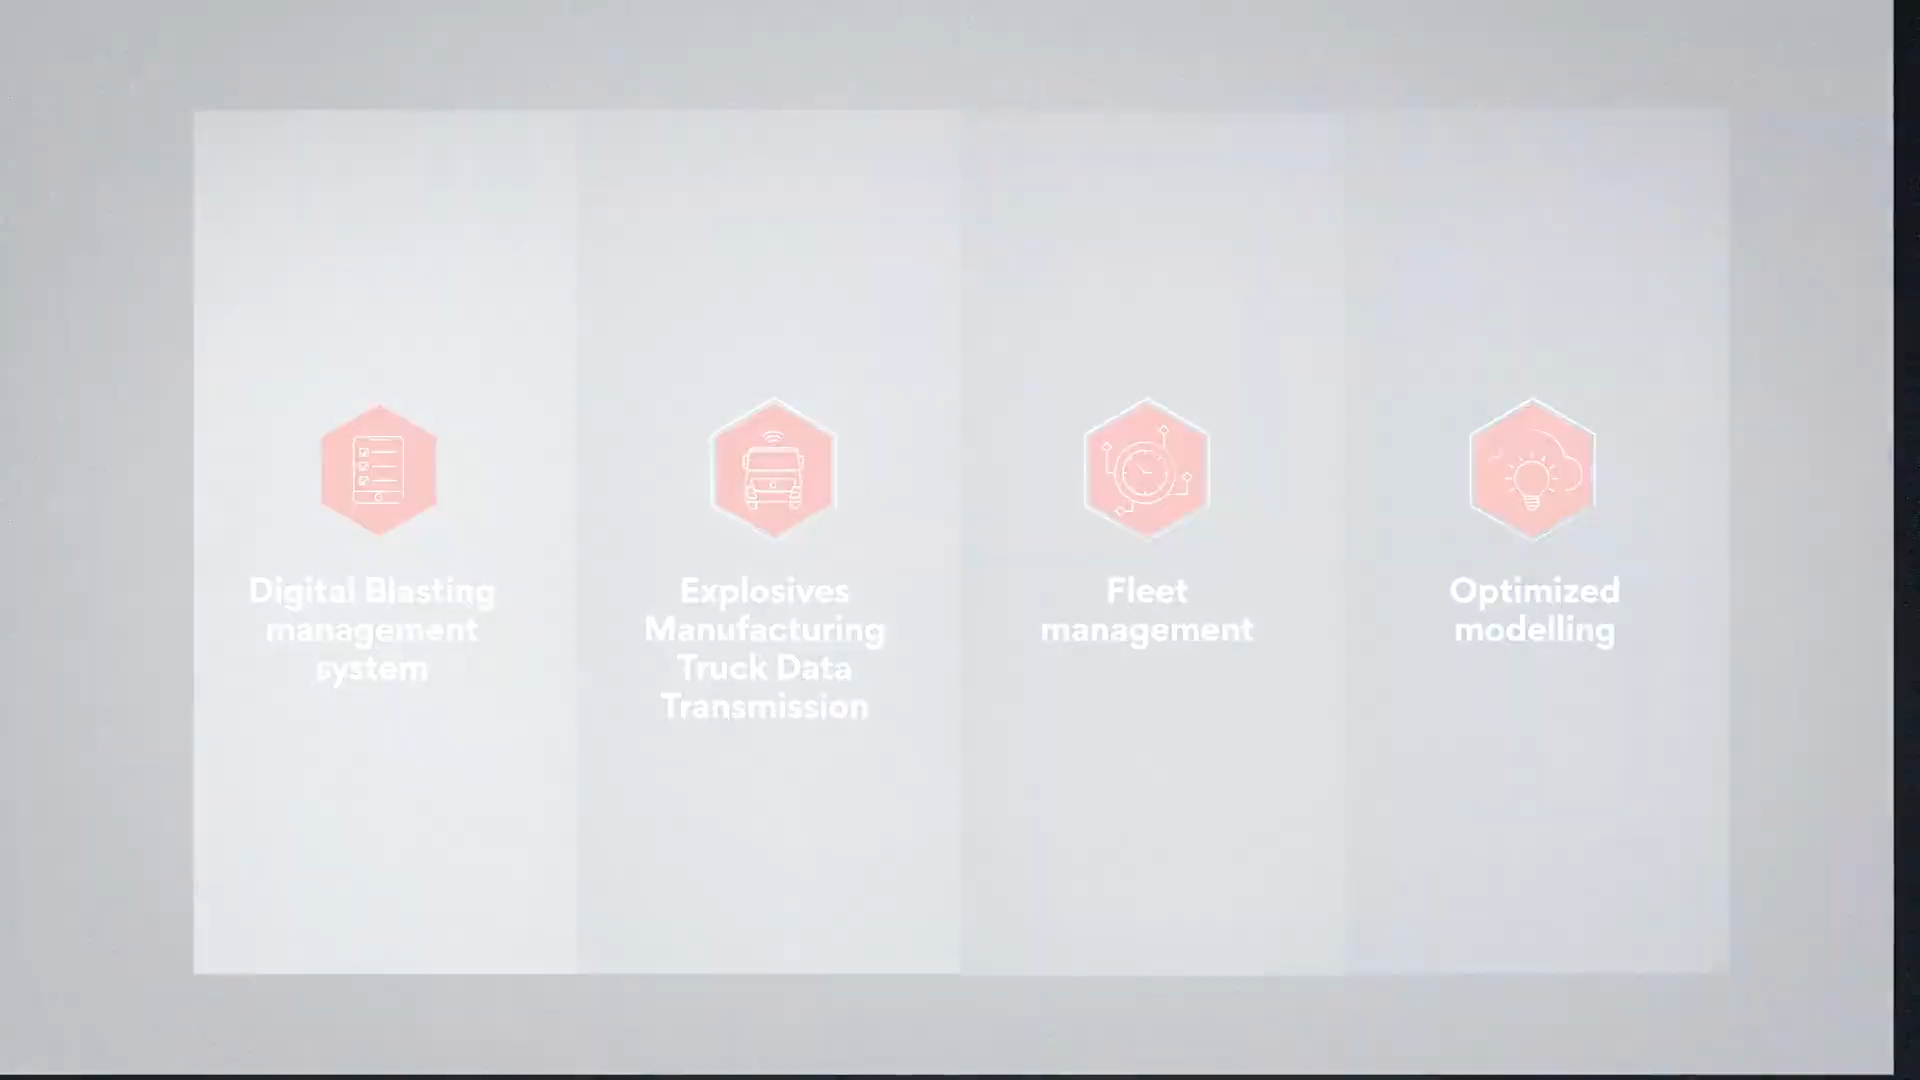 Digital Blasting
management
system
Explosives
Manufacturing
Truck Data
Transmission
Fleet
management
Optimized
modelling